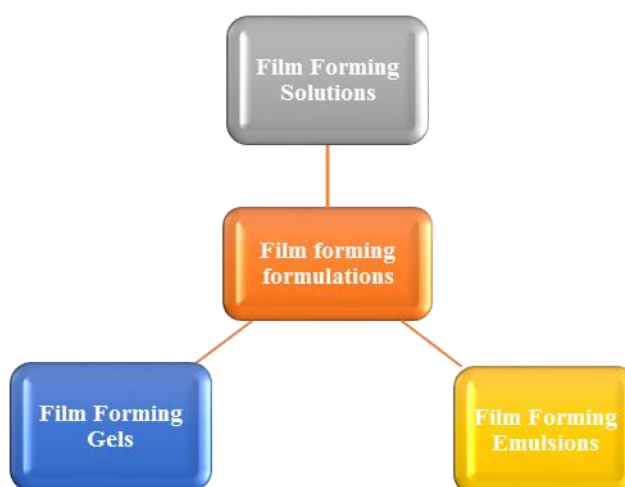 Film Forming
Solutions
Film forming
formulations
Film Forming
Gels
Film Forming
Emulsions